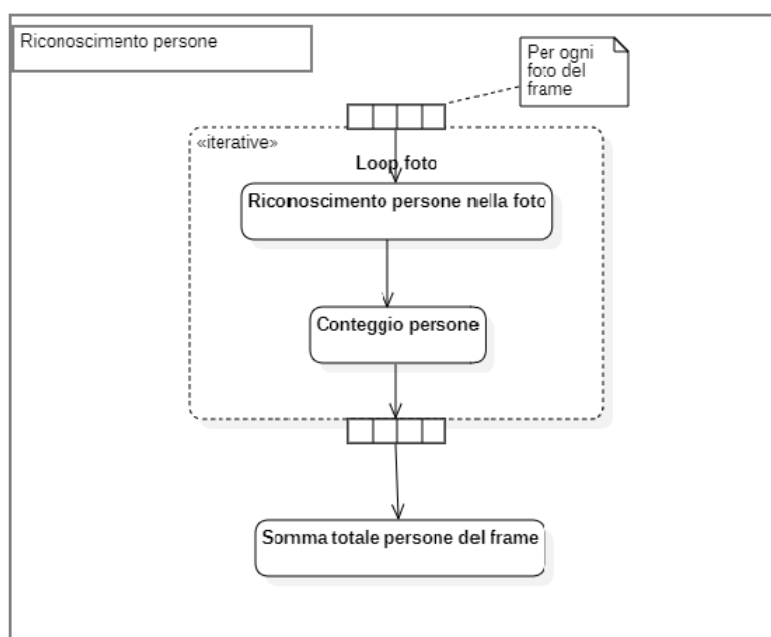 Riconoscimento persone
Per ogni
foto del
frame
«iterative»
Loop foto
Riconoscimento persone nella foto
Conteggio persone
Somma totale persone del frame